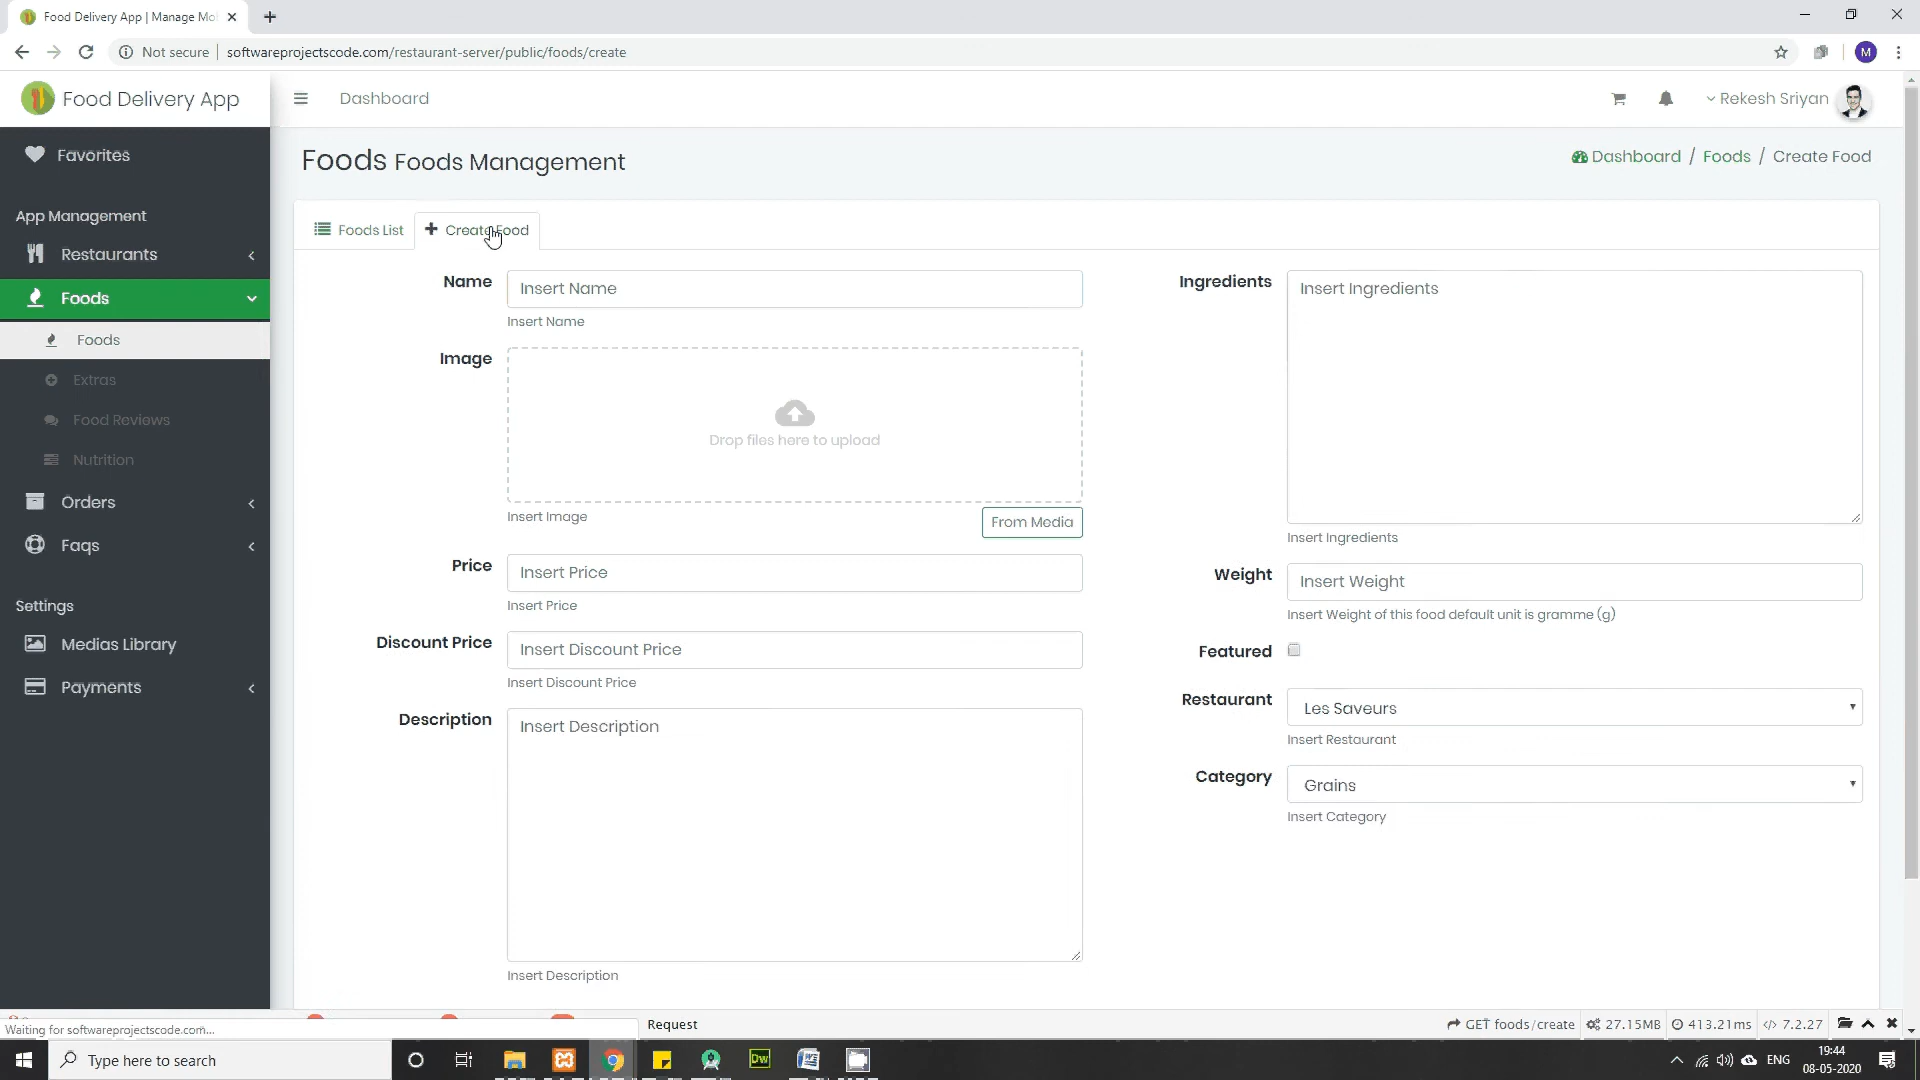 Food Delivery App | Manage Mo
Not secure | softwareprojectscode.com/restaurant-server/public/foods/create
M
Food Delivery App
Dashboard
Rekesh Sriyan
Favorites
App Management
Restaurants
Foods
Foods
Extras
Food Reviews
Nutrition
Orders
Faqs
Settings
Medias Library
Payments
Foods Foods Management
Dashboard / Foods / Create Food
Foods List
Create Food
Name
Insert Name
Insert Name
Image
Drop files here to upload
Insert Image
From Media
Price
Insert Price
Insert Price
Discount Price
Insert Discount Price
Insert Discount Price
Description
Insert Description
Insert Description
Ingredients
Insert Ingredients
Insert Ingredients
Weight
Insert Weight
Insert Weight of this food default unit is gramme (g)
Featured
Restaurant
Les Saveurs
Insert Restaurant
Category
Grains
Insert Category
Waiting for softwareprojectscode.com...
Request
GET foods/create
27.15MB
413.21ms
7.2.27
Type here to search
Dw
ENG
19:44
08-05-2020